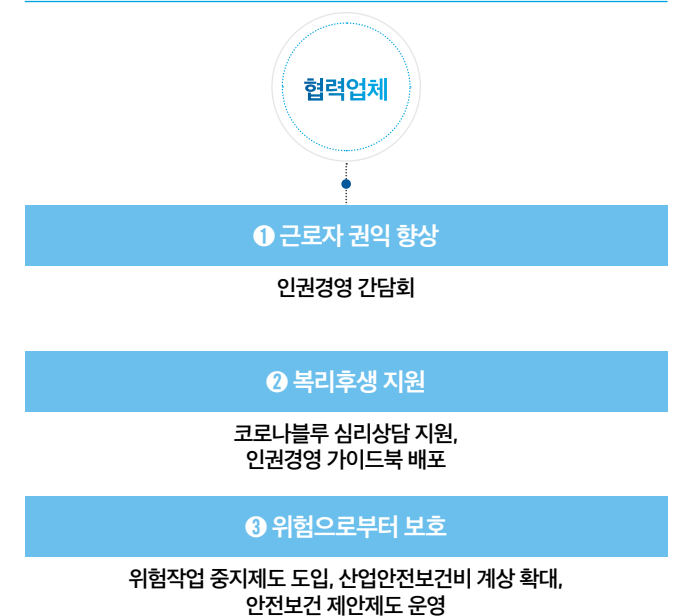 협력업체
❶ 근로자 권익 향상
인권경영 간담회
❷ 복리후생 지원
코로나블루 심리상담 지원,
인권경영 가이드북 배포
❸ 위험으로부터 보호
위험작업 중지제도 도입, 산업안전보건비 계상 확대,
안전보건 제안제도 운영